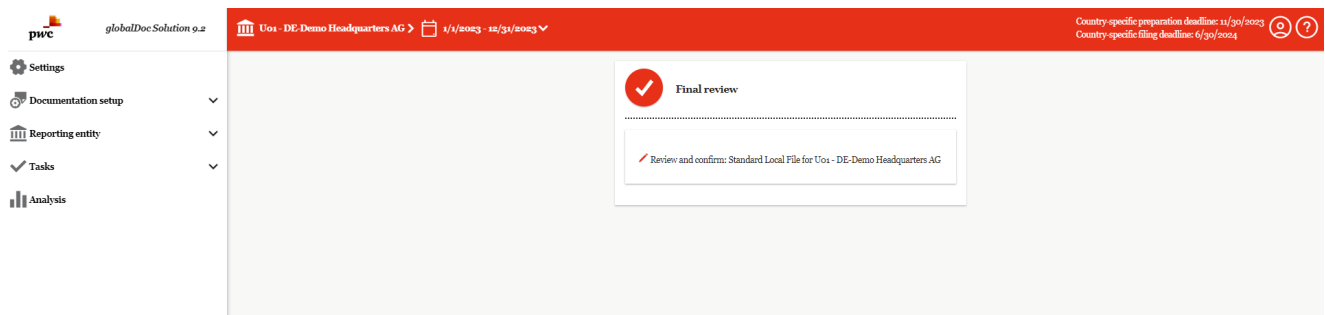 pwc
globalDoc Solution 9.2
U01 - DE-Demo Headquarters AG
1/1/2023 - 12/31/2023
Country-specific preparation deadline: 11/30/2023
Country-specific filing deadline: 6/30/2024
?
Settings
Documentation setup
Reporting entity
Tasks
Analysis
Final review
Review and confirm: Standard Local File for U01 - DE-Demo Headquarters AG